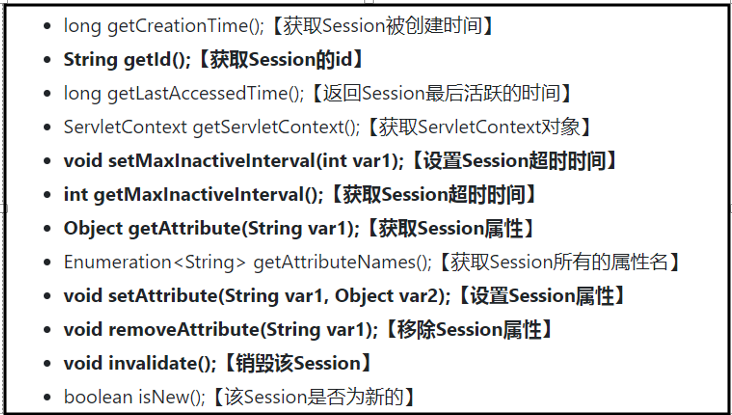 long getCreationTime();【获取Session被创建时间】
String getId();【获取Session的id】
long getLastAccessedTime();【返回Session最后活跃的时间】
ServletContext getServletContext();【获取ServletContext对象】
void setMaxInactiveInterval(int var1);【设置Session超时时间】
int getMaxInactiveInterval();【获取Session超时时间】
Object getAttribute(String var1);【获取Session属性】
Enumeration<String> getAttributeNames();【获取Session所有的属性名】
void setAttribute(String var1, Object var2);【设置Session属性】
void removeAttribute(String var1);【移除Session属性】
void invalidate();【销毁该Session】
boolean isNew();【该Session是否为新的】